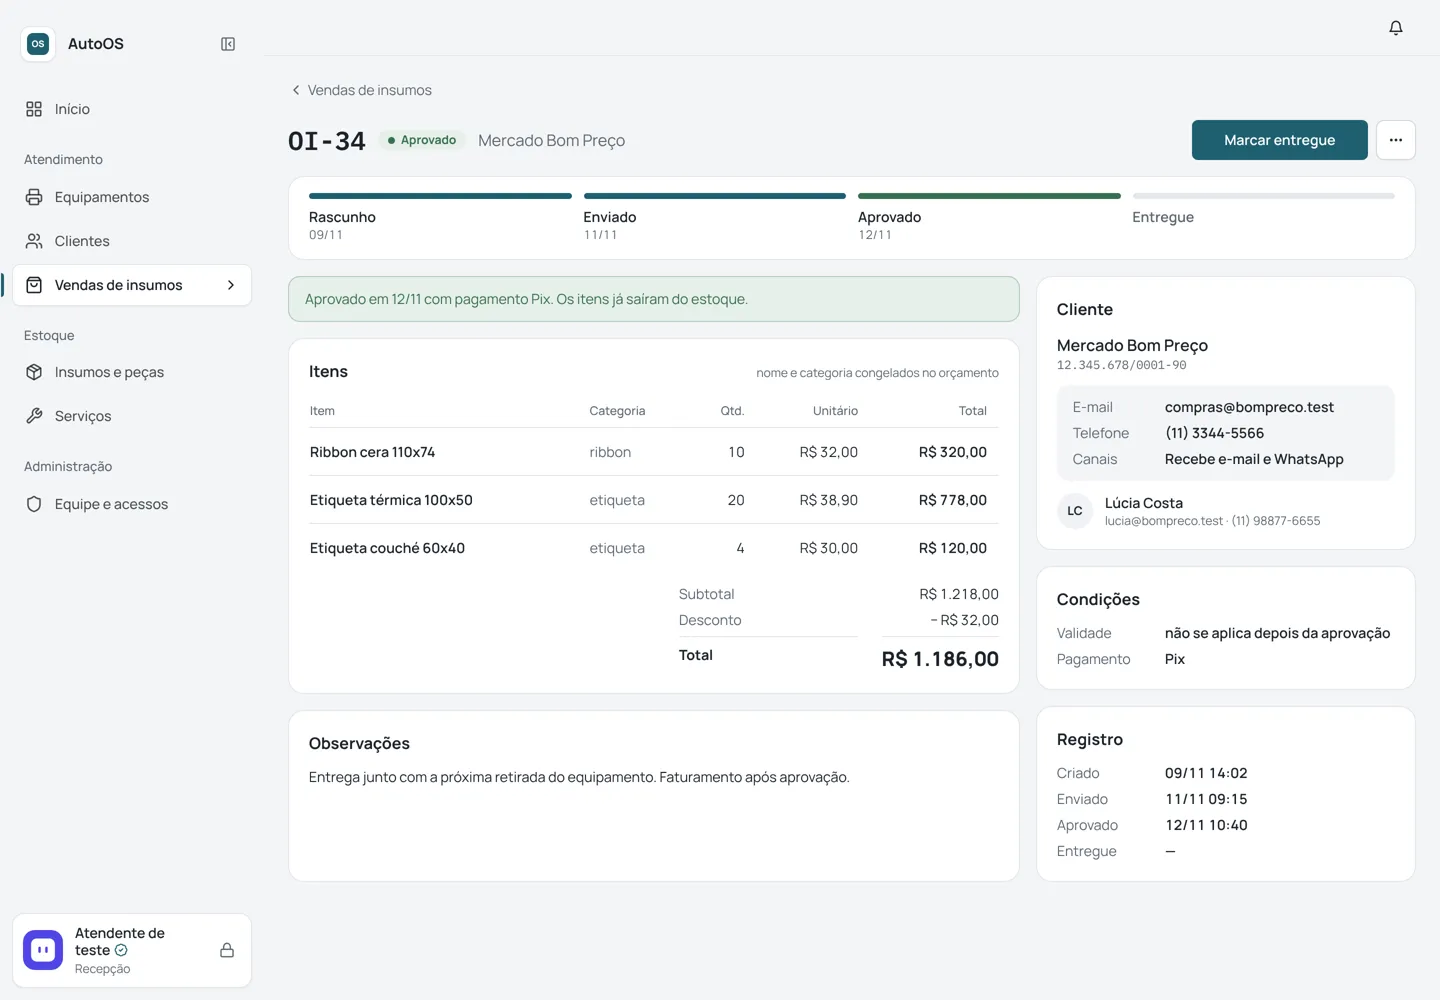 OS
AutoOS
Início
Atendimento
Equipamentos
Clientes
Vendas de insumos
Estoque
Insumos e peças
Serviços
Administração
Equipe e acessos
Atendente de
teste
Recepção
Vendas de insumos
OI-34
Aprovado
Mercado Bom Preço
Marcar entregue
Rascunho
09/11
Enviado
11/11
Aprovado
12/11
Entregue
Aprovado em 12/11 com pagamento Pix. Os itens já saíram do estoque.
Itens
nome e categoria congelados no orçamento
Item Categoria Qtd. Unitário Total
Ribbon cera 110x74 ribbon 10 R$ 32,00 R$ 320,00
Etiqueta térmica 100x50 etiqueta 20 R$ 38,90 R$ 778,00
Etiqueta couché 60x40 etiqueta 4 R$ 30,00 R$ 120,00
Subtotal R$ 1.218,00
Desconto − R$ 32,00
Total R$ 1.186,00
Observações
Entrega junto com a próxima retirada do equipamento. Faturamento após aprovação.
Cliente
Mercado Bom Preço
12.345.678/0001-90
E-mail compras@bompreco.test
Telefone (11) 3344-5566
Canais Recebe e-mail e WhatsApp
LC
Lúcia Costa
lucia@bompreco.test · (11) 98877-6655
Condições
Validade não se aplica depois da aprovação
Pagamento Pix
Registro
Criado 09/11 14:02
Enviado 11/11 09:15
Aprovado 12/11 10:40
Entregue —